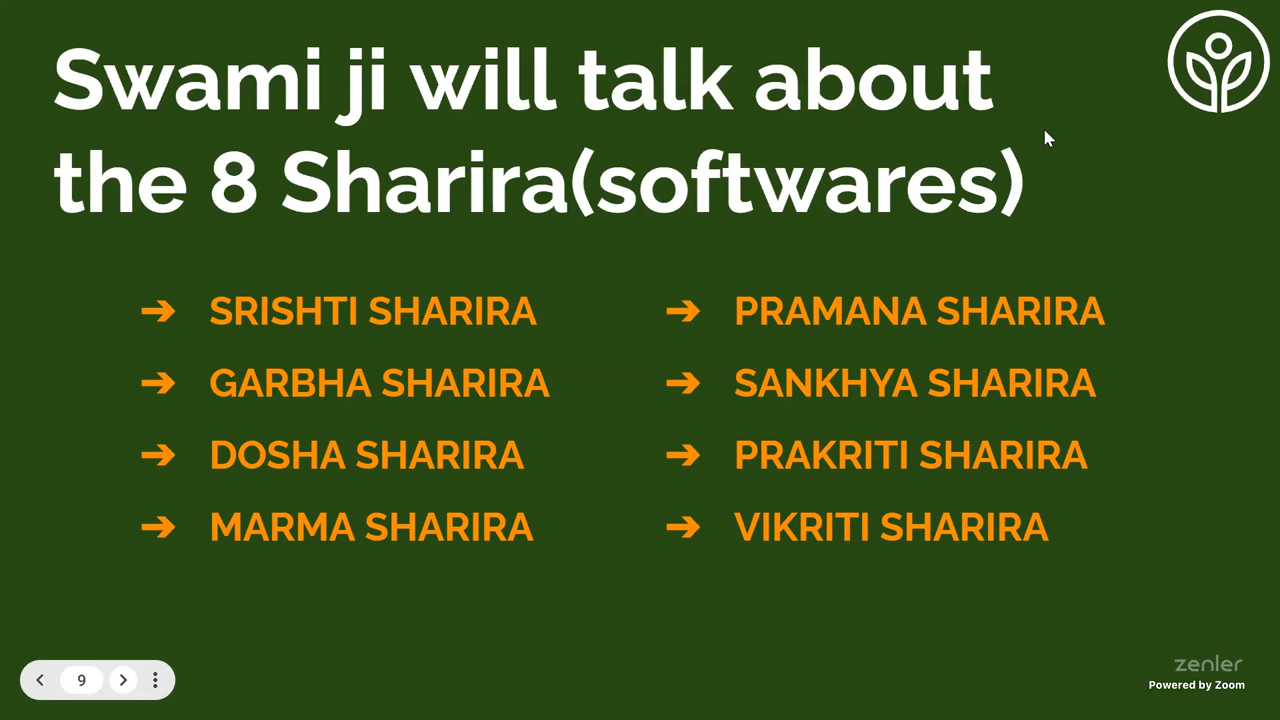 Swami ji will talk about
the 8 Sharira(softwares)
➔ SRISHTI SHARIRA
➔ GARBHA SHARIRA
➔ DOSHA SHARIRA
➔ MARMA SHARIRA
➔ PRAMANA SHARIRA
➔ SANKHYA SHARIRA
➔ PRAKRITI SHARIRA
➔ VIKRITI SHARIRA
9
zenler
Powered by Zoom